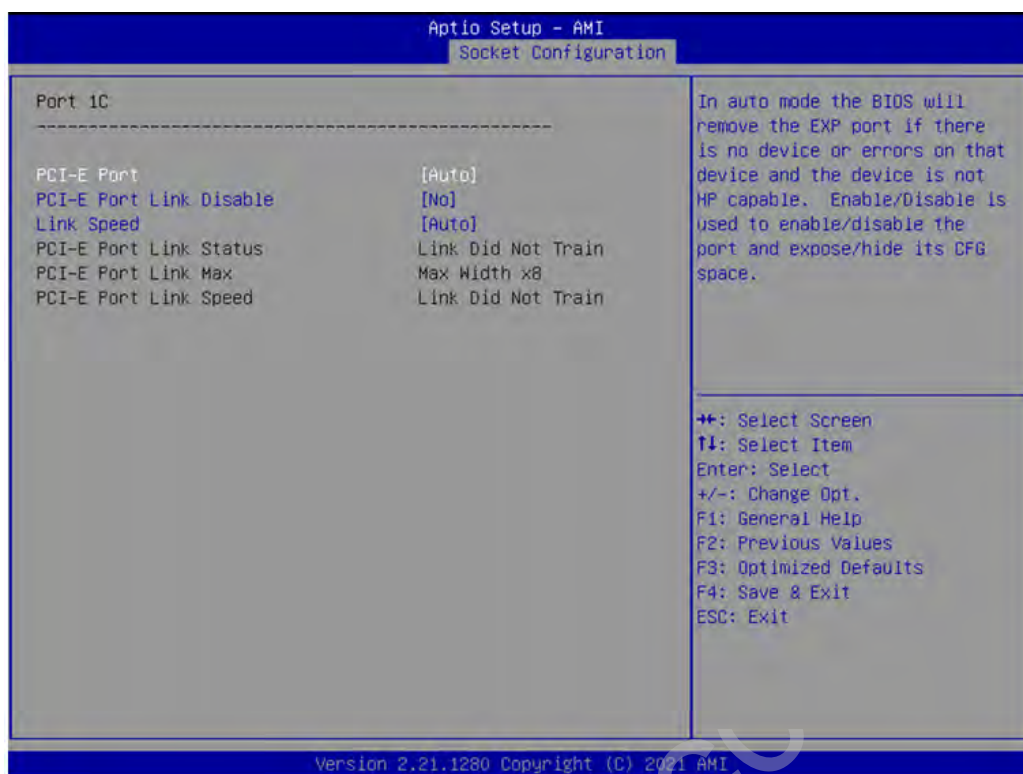 Aptio Setup – AMI
Socket Configuration
Port 1C
--------------------------------------------------
PCI-E Port [Auto]
PCI-E Port Link Disable [No]
Link Speed [Auto]
PCI-E Port Link Status Link Did Not Train
PCI-E Port Link Max Max Width x8
PCI-E Port Link Speed Link Did Not Train
In auto mode the BIOS will
remove the EXP port if there
is no device or errors on that
device and the device is not
HP capable. Enable/Disable is
used to enable/disable the
port and expose/hide its CFG
space.
→←: Select Screen
↑↓: Select Item
Enter: Select
+/-: Change Opt.
F1: General Help
F2: Previous Values
F3: Optimized Defaults
F4: Save & Exit
ESC: Exit
Version 2.21.1280 Copyright (C) 2021 AMI